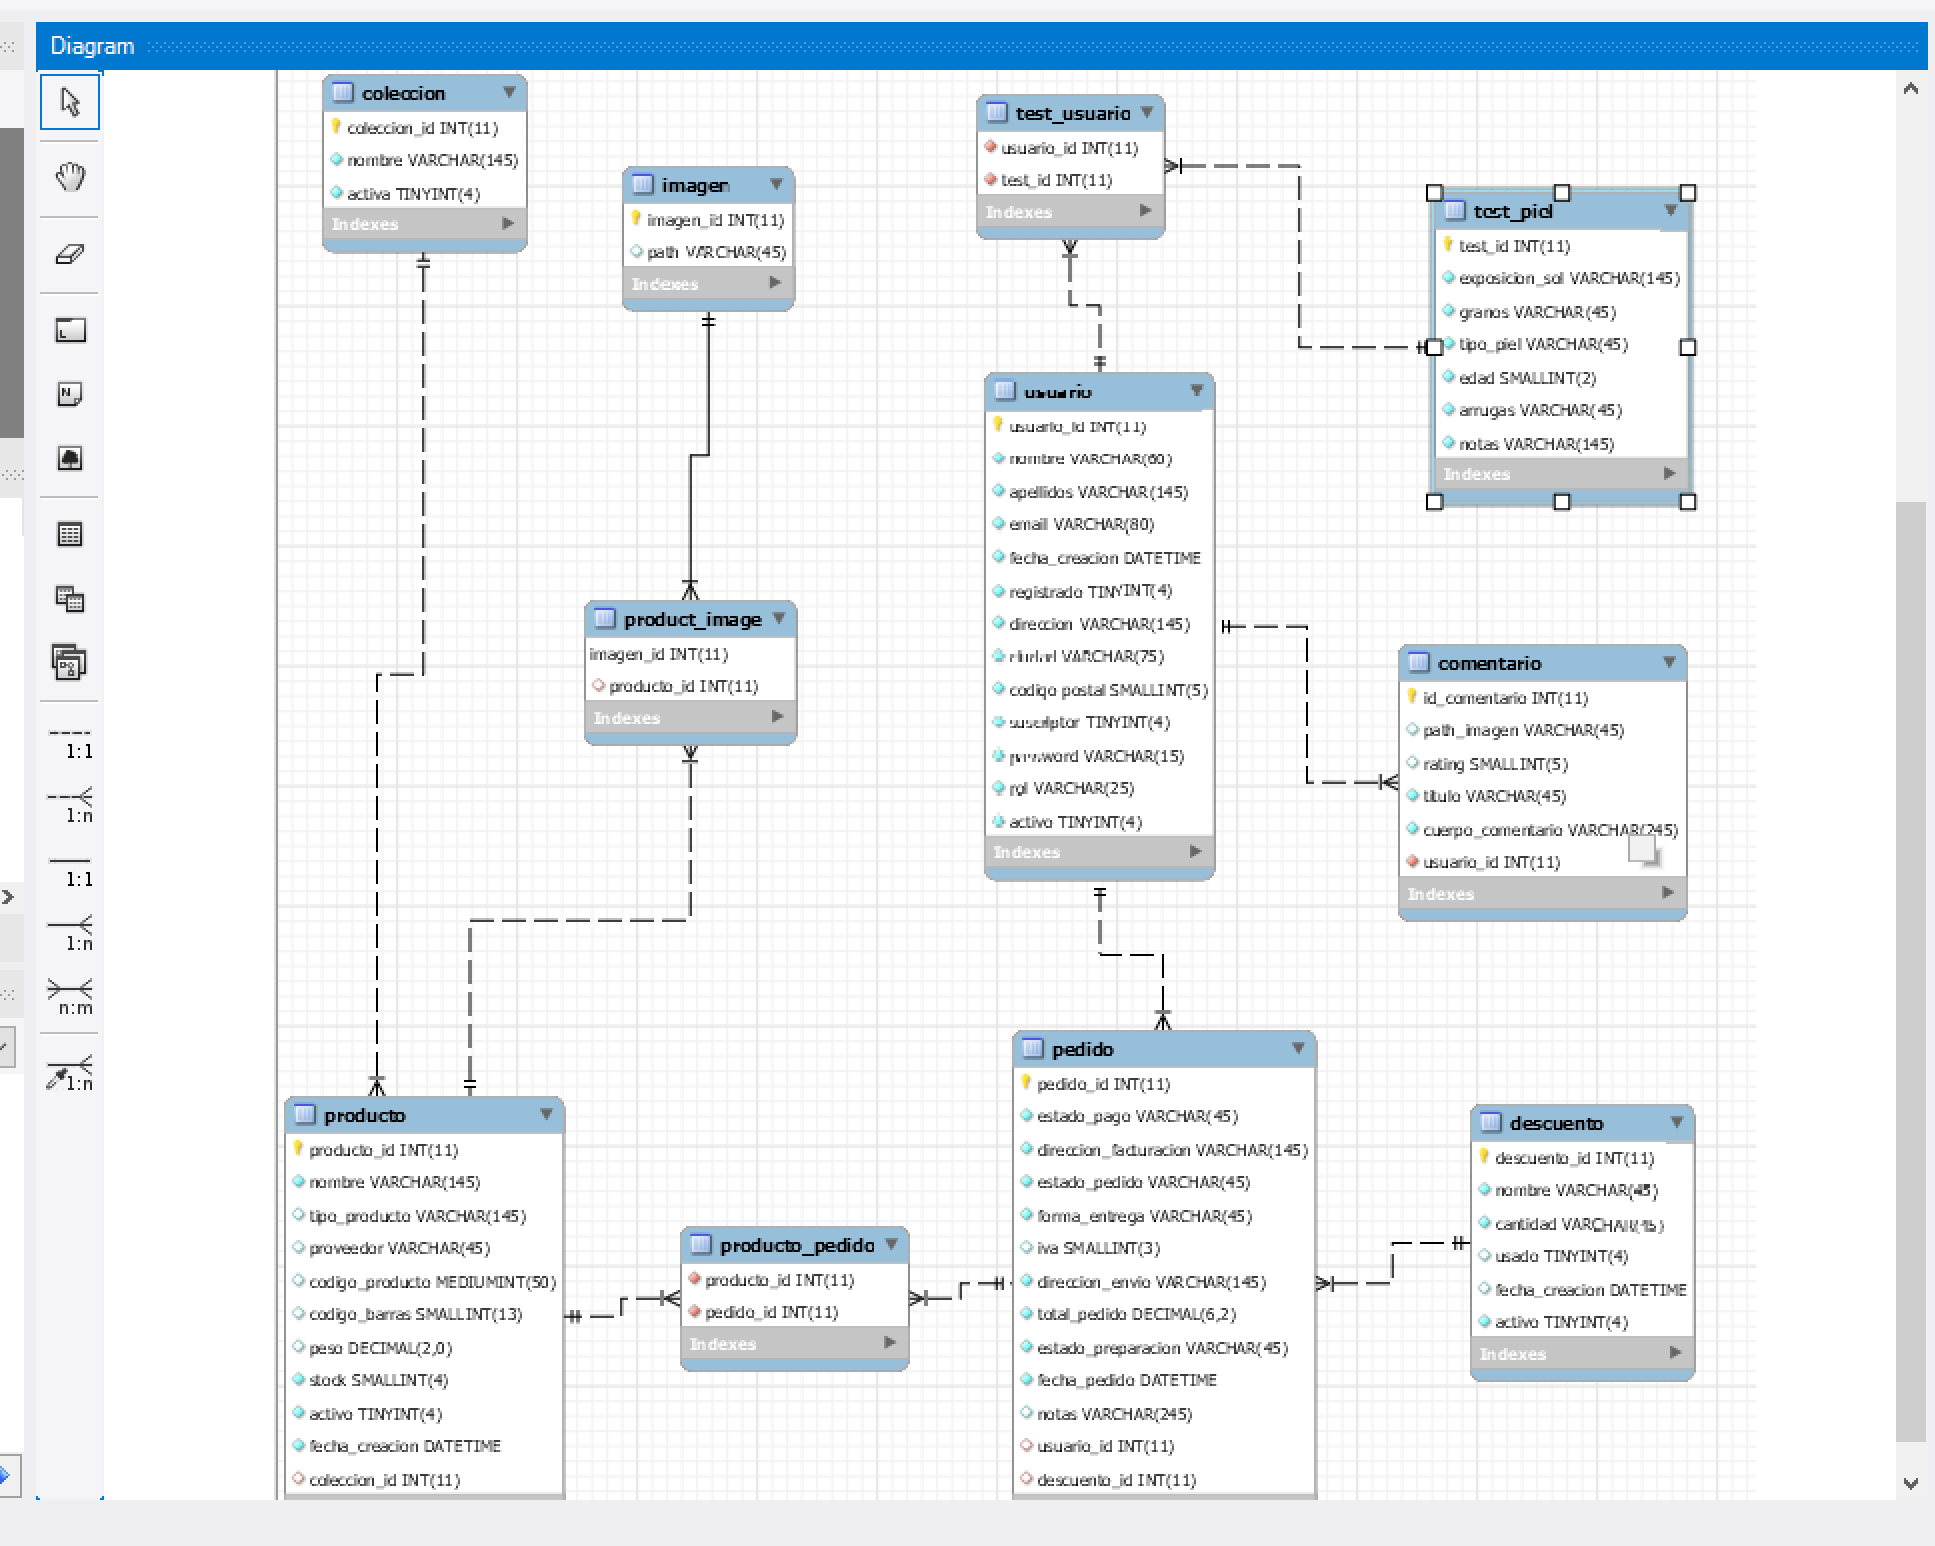 Diagram
1:1
1:n
1:1
1:n
n:m
1:n
coleccion
coleccion_id INT(11)
nombre VARCHAR(145)
activa TINYINT(4)
Indexes
imagen
imagen_id INT(11)
path VARCHAR(45)
Indexes
test_usuario
usuario_id INT(11)
test_id INT(11)
Indexes
test_piel
test_id INT(11)
exposicion_sol VARCHAR(145)
granos VARCHAR(45)
tipo_piel VARCHAR(45)
edad SMALLINT(2)
arrugas VARCHAR(45)
notas VARCHAR(145)
Indexes
usuario
usuario_id INT(11)
nombre VARCHAR(60)
apellidos VARCHAR(145)
email VARCHAR(80)
fecha_creacion DATETIME
registrado TINYINT(4)
direccion VARCHAR(145)
ciudad VARCHAR(75)
codigo postal SMALLINT(5)
suscriptor TINYINT(4)
password VARCHAR(15)
rol VARCHAR(25)
activo TINYINT(4)
Indexes
product_image
imagen_id INT(11)
producto_id INT(11)
Indexes
comentario
id_comentario INT(11)
path_imagen VARCHAR(45)
rating SMALLINT(5)
titulo VARCHAR(45)
cuerpo_comentario VARCHAR(245)
usuario_id INT(11)
Indexes
producto
producto_id INT(11)
nombre VARCHAR(145)
tipo_producto VARCHAR(145)
proveedor VARCHAR(45)
codigo_producto MEDIUMINT(50)
codigo_barras SMALLINT(13)
peso DECIMAL(2,0)
stock SMALLINT(4)
activo TINYINT(4)
fecha_creacion DATETIME
coleccion_id INT(11)
producto_pedido
producto_id INT(11)
pedido_id INT(11)
Indexes
pedido
pedido_id INT(11)
estado_pago VARCHAR(45)
direccion_facturacion VARCHAR(145)
estado_pedido VARCHAR(45)
forma_entrega VARCHAR(45)
iva SMALLINT(3)
direccion_envio VARCHAR(145)
total_pedido DECIMAL(6,2)
estado_preparacion VARCHAR(45)
fecha_pedido DATETIME
notas VARCHAR(245)
usuario_id INT(11)
descuento_id INT(11)
descuento
descuento_id INT(11)
nombre VARCHAR(45)
cantidad VARCHAR(45)
usado TINYINT(4)
fecha_creacion DATETIME
activo TINYINT(4)
Indexes